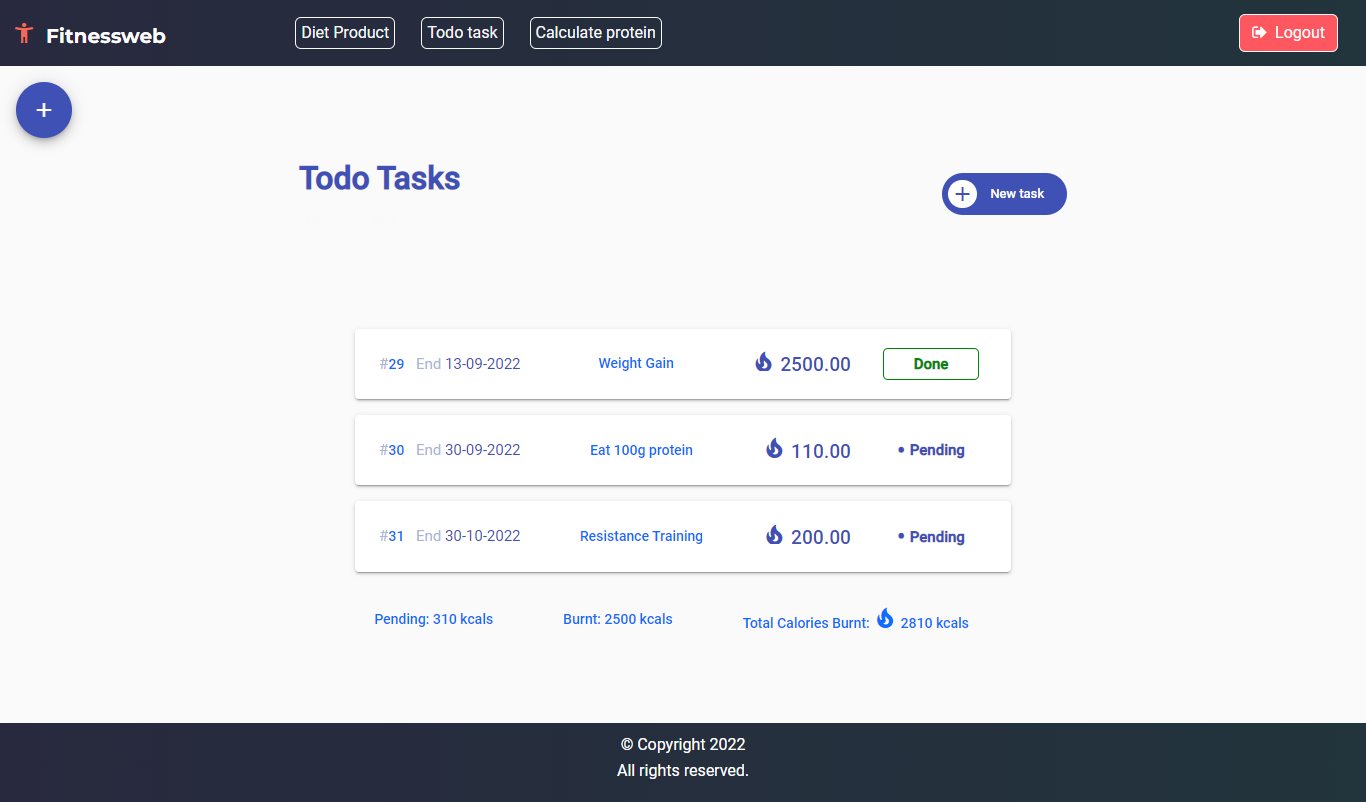 Fitnessweb
Diet Product
Todo task
Calculate protein
Logout
+
Todo Tasks
+ New task
#29 End 13-09-2022 Weight Gain 2500.00 Done
#30 End 30-09-2022 Eat 100g protein 110.00 • Pending
#31 End 30-10-2022 Resistance Training 200.00 • Pending
Pending: 310 kcals Burnt: 2500 kcals Total Calories Burnt: 2810 kcals
© Copyright 2022
All rights reserved.